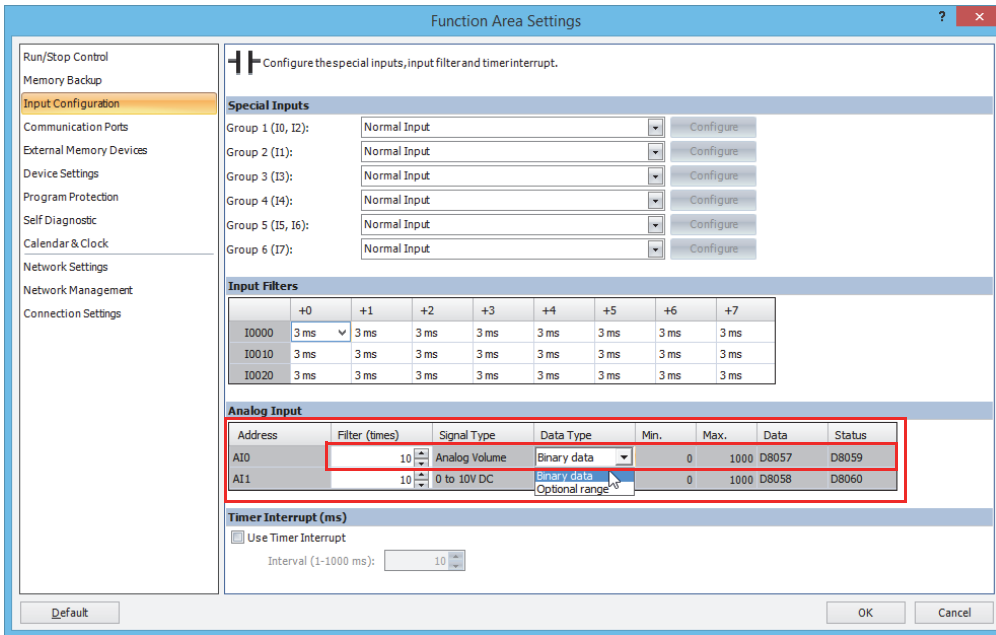 Function Area Settings
?
×
Run/Stop Control
Memory Backup
Input Configuration
Communication Ports
External Memory Devices
Device Settings
Program Protection
Self Diagnostic
Calendar & Clock
Network Settings
Network Management
Connection Settings
Configure the special inputs, input filter and timer interrupt.
Special Inputs
Group 1 (I0, I2): Normal Input Configure
Group 2 (I1): Normal Input Configure
Group 3 (I3): Normal Input Configure
Group 4 (I4): Normal Input Configure
Group 5 (I5, I6): Normal Input Configure
Group 6 (I7): Normal Input Configure
Input Filters
+0 +1 +2 +3 +4 +5 +6 +7
I0000 3 ms 3 ms 3 ms 3 ms 3 ms 3 ms 3 ms 3 ms
I0010 3 ms 3 ms 3 ms 3 ms 3 ms 3 ms 3 ms 3 ms
I0020 3 ms 3 ms 3 ms 3 ms 3 ms 3 ms 3 ms 3 ms
Analog Input
Address Filter (times) Signal Type Data Type Min. Max. Data Status
AI0 10 Analog Volume Binary data 0 1000 D8057 D8059
AI1 10 0 to 10V DC Binary data 0 1000 D8058 D8060
Optional range
Timer Interrupt (ms)
Use Timer Interrupt
Interval (1-1000 ms): 10
Default
OK
Cancel